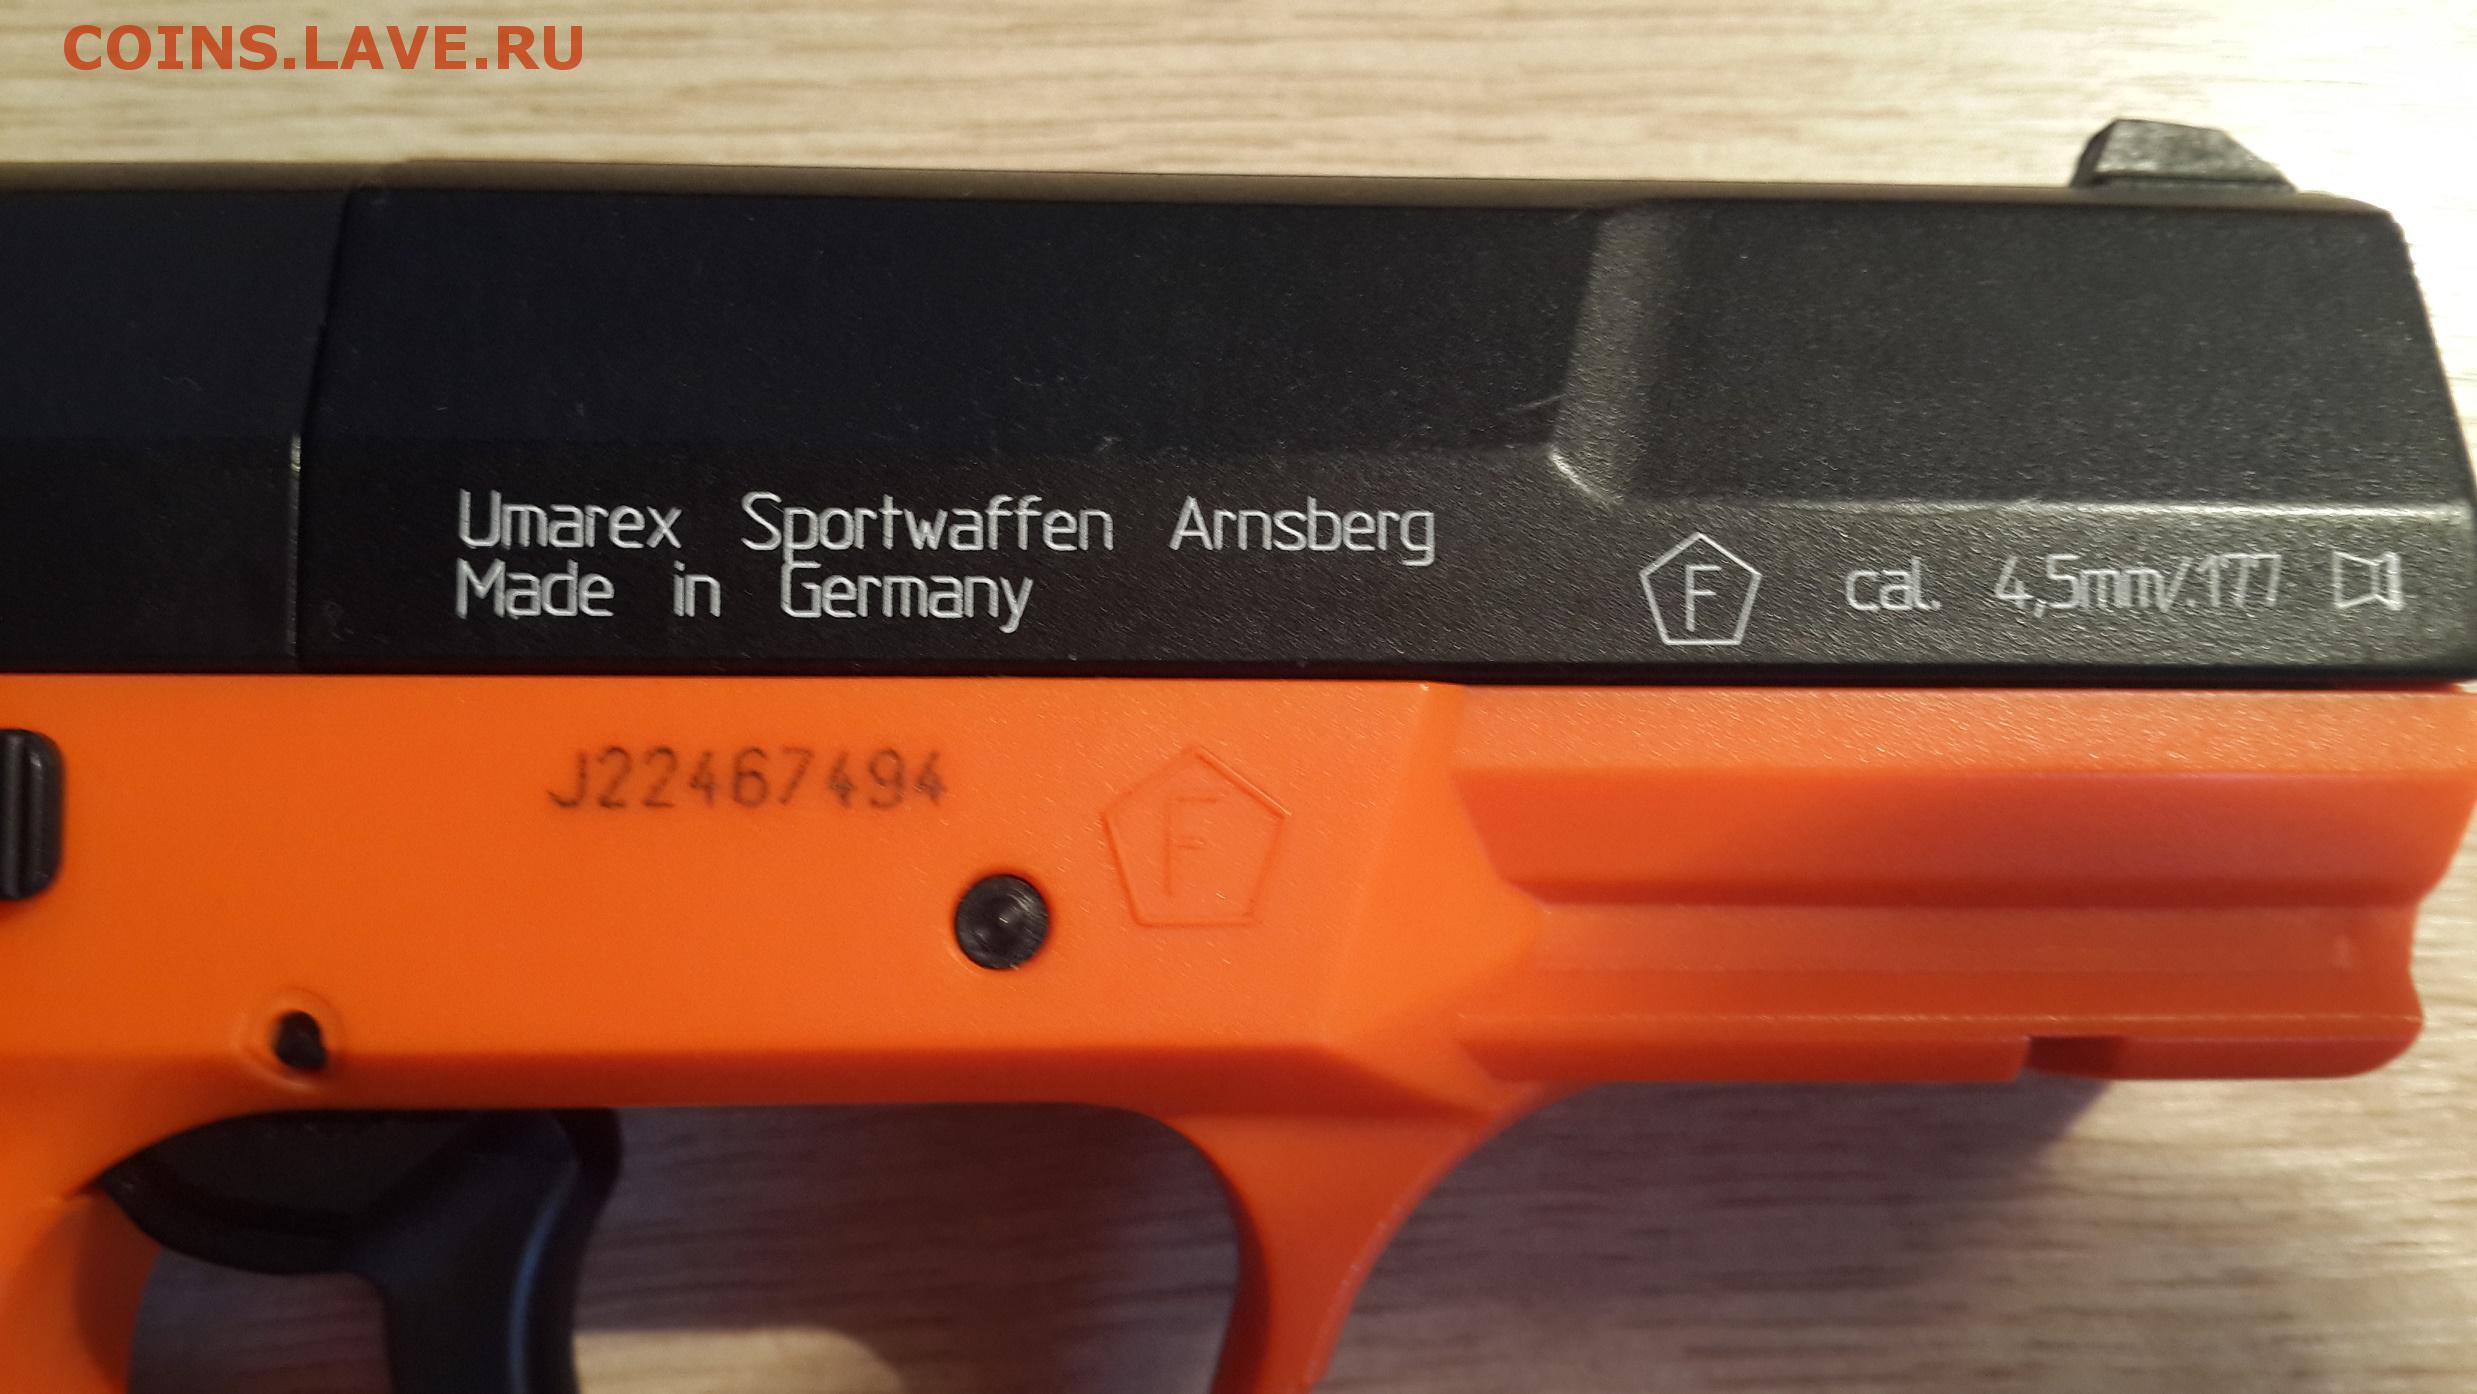 COINS.LAVE.RU
Umarex Sportwaffen Arnsberg
Made in Germany
F
cal. 4,5mm/.177
J22467494
F